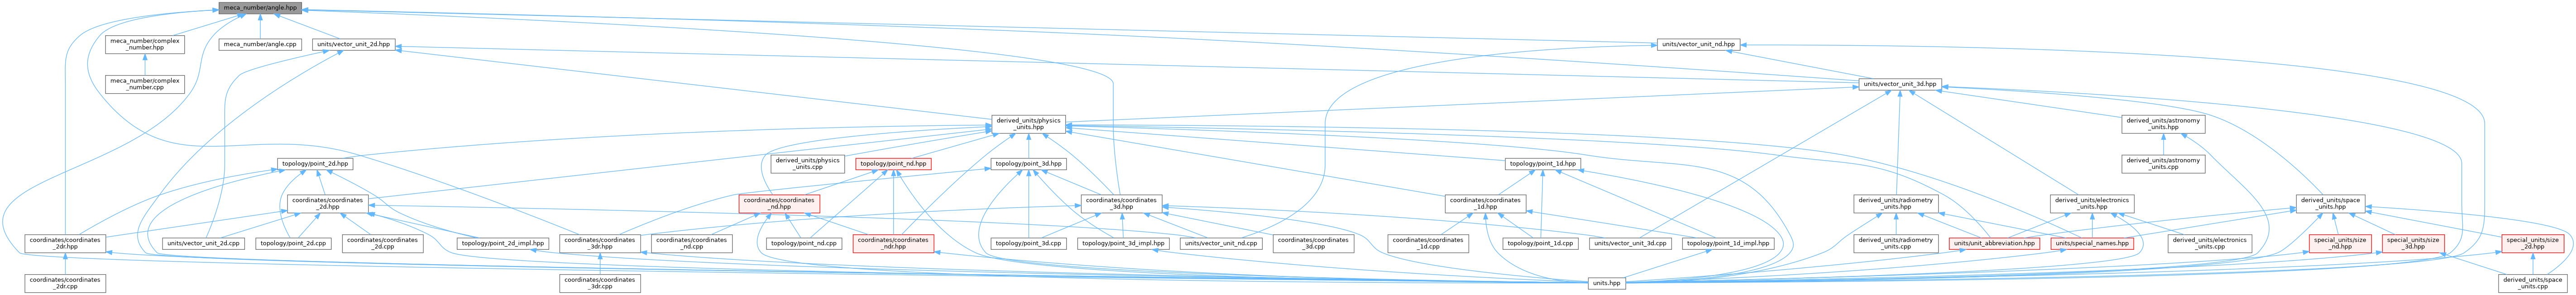 meca_number/angle.hpp
meca_number/complex
_number.hpp
meca_number/angle.cpp
units/vector_unit_2d.hpp
units/vector_unit_nd.hpp
meca_number/complex
_number.cpp
units/vector_unit_3d.hpp
derived_units/physics
_units.hpp
derived_units/astronomy
_units.hpp
topology/point_2d.hpp
derived_units/physics
_units.cpp
topology/point_nd.hpp
topology/point_3d.hpp
topology/point_1d.hpp
derived_units/astronomy
_units.cpp
coordinates/coordinates
_2d.hpp
coordinates/coordinates
_nd.hpp
coordinates/coordinates
_3d.hpp
coordinates/coordinates
_1d.hpp
derived_units/radiometry
_units.hpp
derived_units/electronics
_units.hpp
derived_units/space
_units.hpp
coordinates/coordinates
_2dr.hpp
units/vector_unit_2d.cpp
topology/point_2d.cpp
coordinates/coordinates
_2d.cpp
topology/point_2d_impl.hpp
coordinates/coordinates
_3dr.hpp
coordinates/coordinates
_nd.cpp
topology/point_nd.cpp
coordinates/coordinates
_ndr.hpp
topology/point_3d.cpp
topology/point_3d_impl.hpp
units/vector_unit_nd.cpp
coordinates/coordinates
_3d.cpp
coordinates/coordinates
_1d.cpp
topology/point_1d.cpp
units/vector_unit_3d.cpp
topology/point_1d_impl.hpp
derived_units/radiometry
_units.cpp
units/unit_abbreviation.hpp
units/special_names.hpp
derived_units/electronics
_units.cpp
special_units/size
_nd.hpp
special_units/size
_3d.hpp
special_units/size
_2d.hpp
coordinates/coordinates
_2dr.cpp
coordinates/coordinates
_3dr.cpp
units.hpp
derived_units/space
_units.cpp